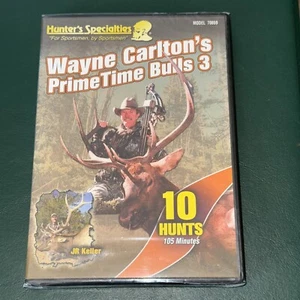 Hunter's Specialties
"For Sportsmen, by Sportsmen"
Wayne Carlton's
PrimeTime Bulls 3
10
HUNTS
105 Minutes
JR Keller